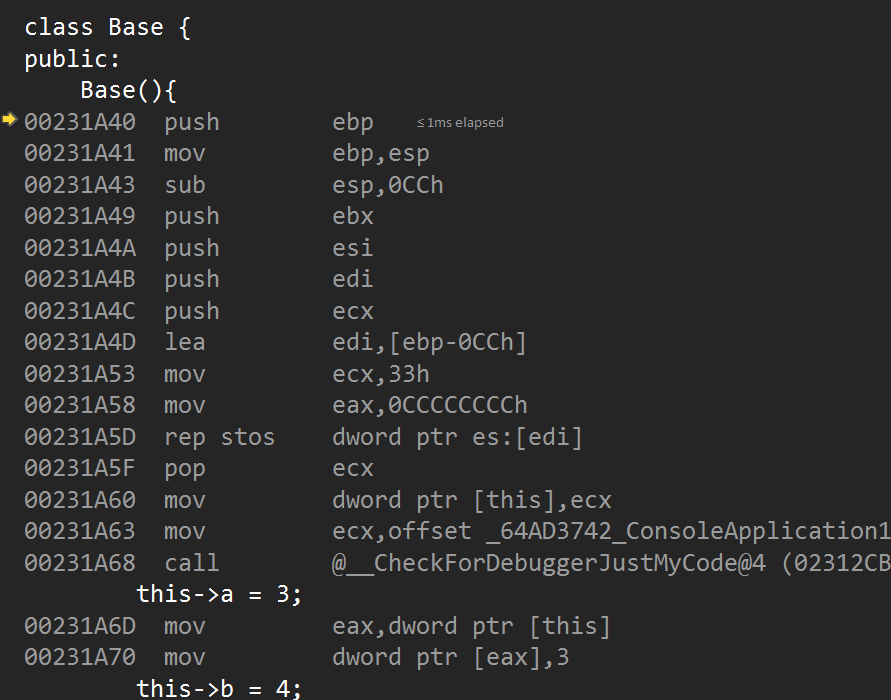 class Base {
public:
    Base(){
00231A40  push        ebp  ≤ 1ms elapsed
00231A41  mov         ebp,esp
00231A43  sub         esp,0CCh
00231A49  push        ebx
00231A4A  push        esi
00231A4B  push        edi
00231A4C  push        ecx
00231A4D  lea         edi,[ebp-0CCh]
00231A53  mov         ecx,33h
00231A58  mov         eax,0CCCCCCCCh
00231A5D  rep stos    dword ptr es:[edi]
00231A5F  pop         ecx
00231A60  mov         dword ptr [this],ecx
00231A63  mov         ecx,offset _64AD3742_ConsoleApplication1
00231A68  call        @__CheckForDebuggerJustMyCode@4 (02312CB
        this->a = 3;
00231A6D  mov         eax,dword ptr [this]
00231A70  mov         dword ptr [eax],3
        this->b = 4;